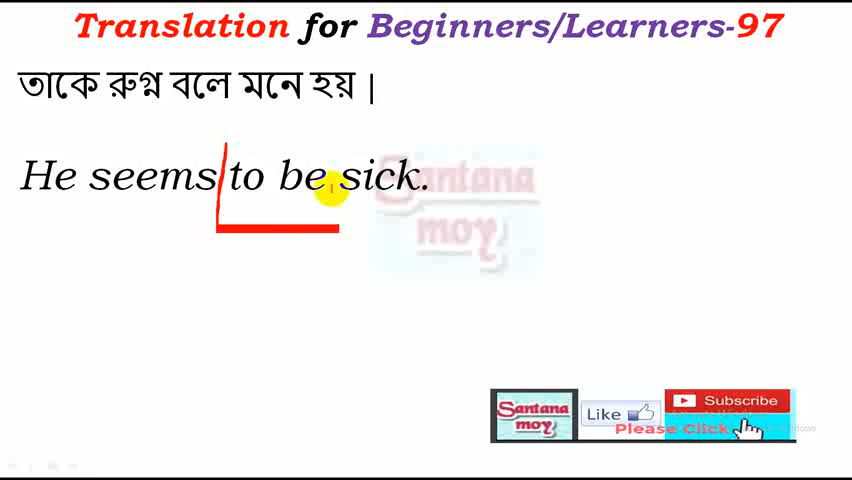 Translation for Beginners/Learners-97
তাকে রুগ্ন বলে মনে হয় |
He seems to be sick.
Santana
moy
Santana
moy
Like
Subscribe
Please Click